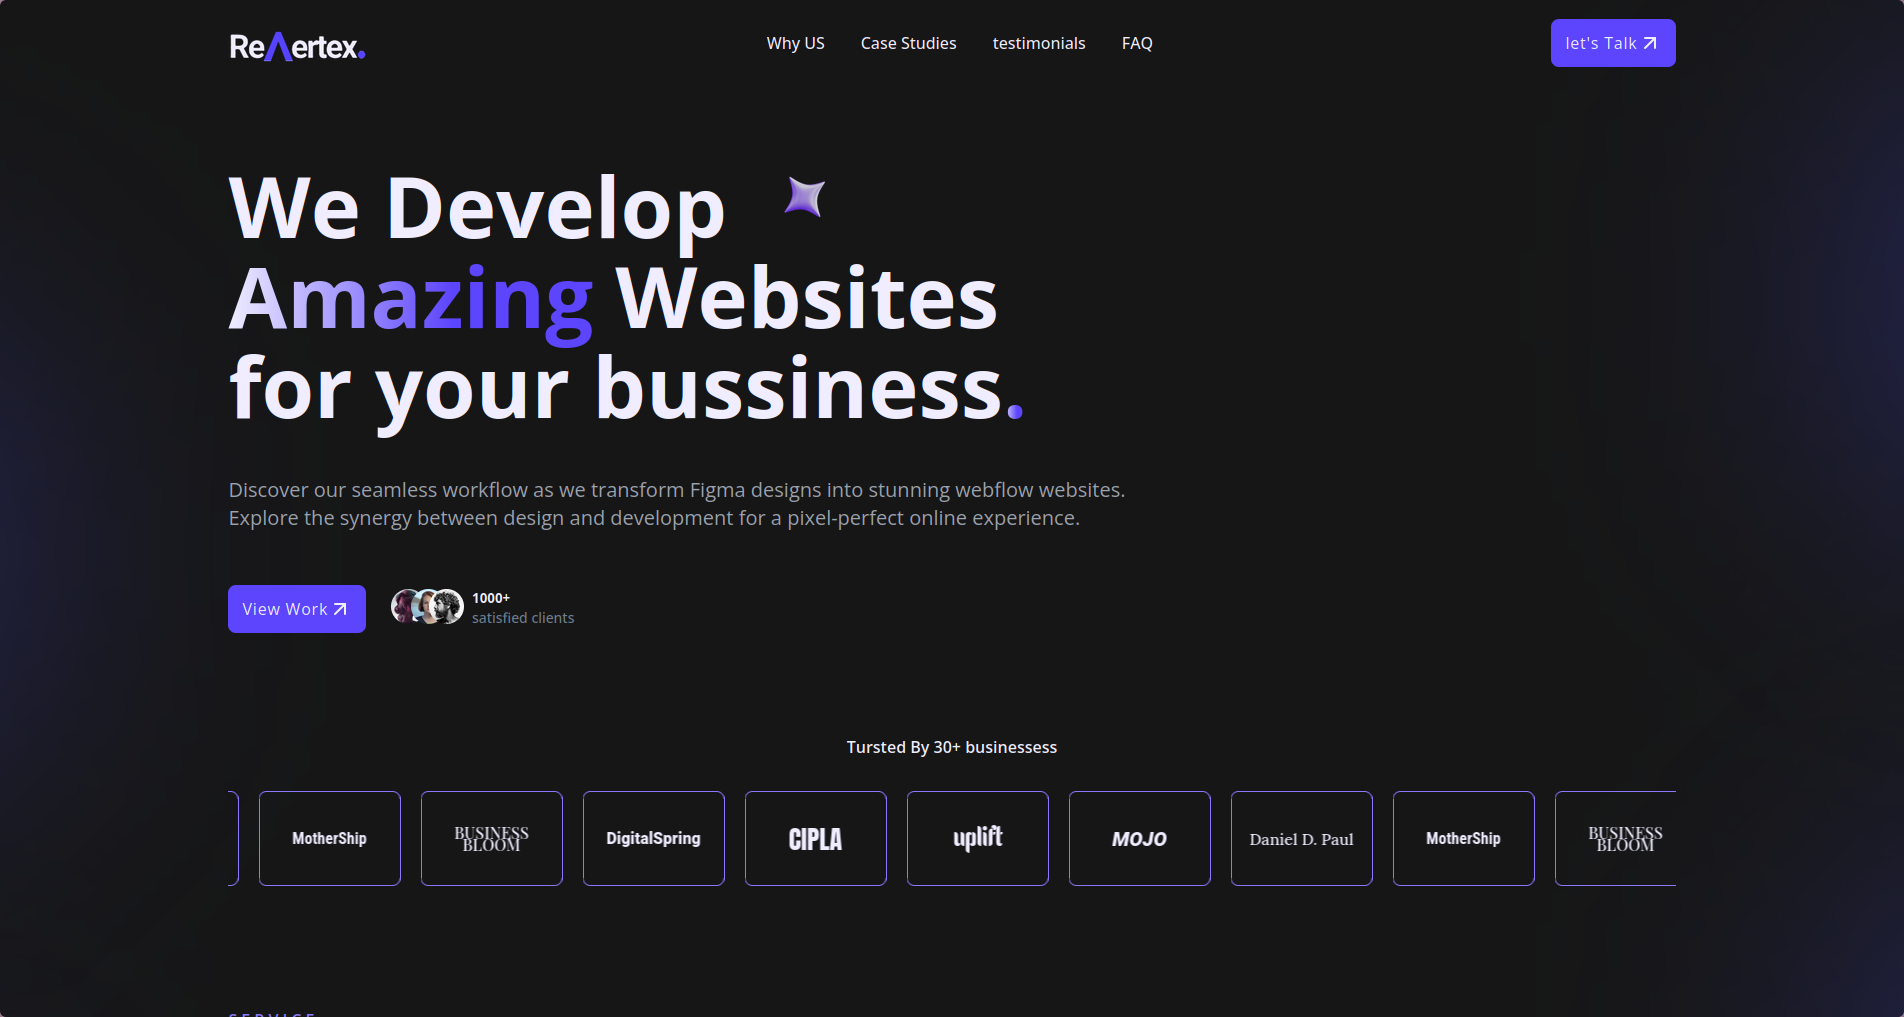 ReΛertex.
Why US
Case Studies
testimonials
FAQ
let's Talk
We Develop
Amazing Websites
for your bussiness.
Discover our seamless workflow as we transform Figma designs into stunning webflow websites.
Explore the synergy between design and development for a pixel-perfect online experience.
View Work
1000+
satisfied clients
Tursted By 30+ businessess
MotherShip
BUSINESS
BLOOM
DigitalSpring
CIPLA
uplift
MOJO
Daniel D. Paul
MotherShip
BUSINESS
BLOOM
SERVICE